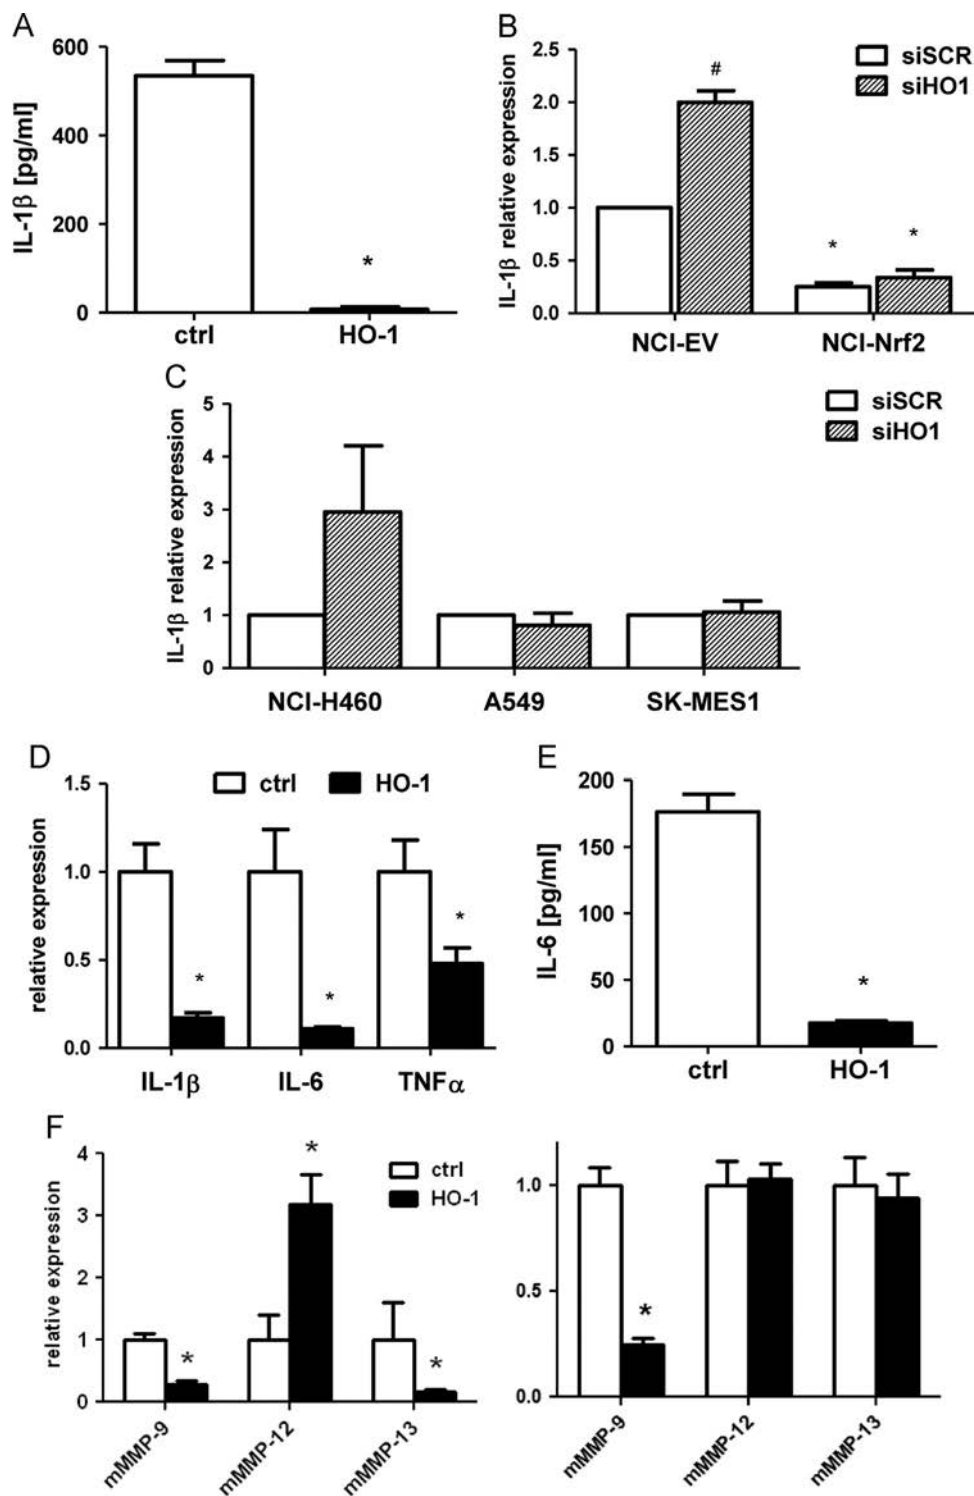 A
IL-1β [pg/ml]
600
400
200
0
*
ctrl
HO-1
B
IL-1β relative expression
2.5
2.0
1.5
1.0
0.5
0.0
#
*
*
siSCR
siHO1
NCI-EV
NCI-Nrf2
C
IL-1β relative expression
5
4
3
2
1
0
siSCR
siHO1
NCI-H460
A549
SK-MES1
D
relative expression
1.5
1.0
0.5
0.0
ctrl
HO-1
*
*
*
IL-1β
IL-6
TNFα
E
IL-6 [pg/ml]
200
150
100
50
0
*
ctrl
HO-1
F
relative expression
4
3
2
1
0
ctrl
HO-1
*
*
*
mMMP-9
mMMP-12
mMMP-13
1.0
0.5
0.0
*
mMMP-9
mMMP-12
mMMP-13